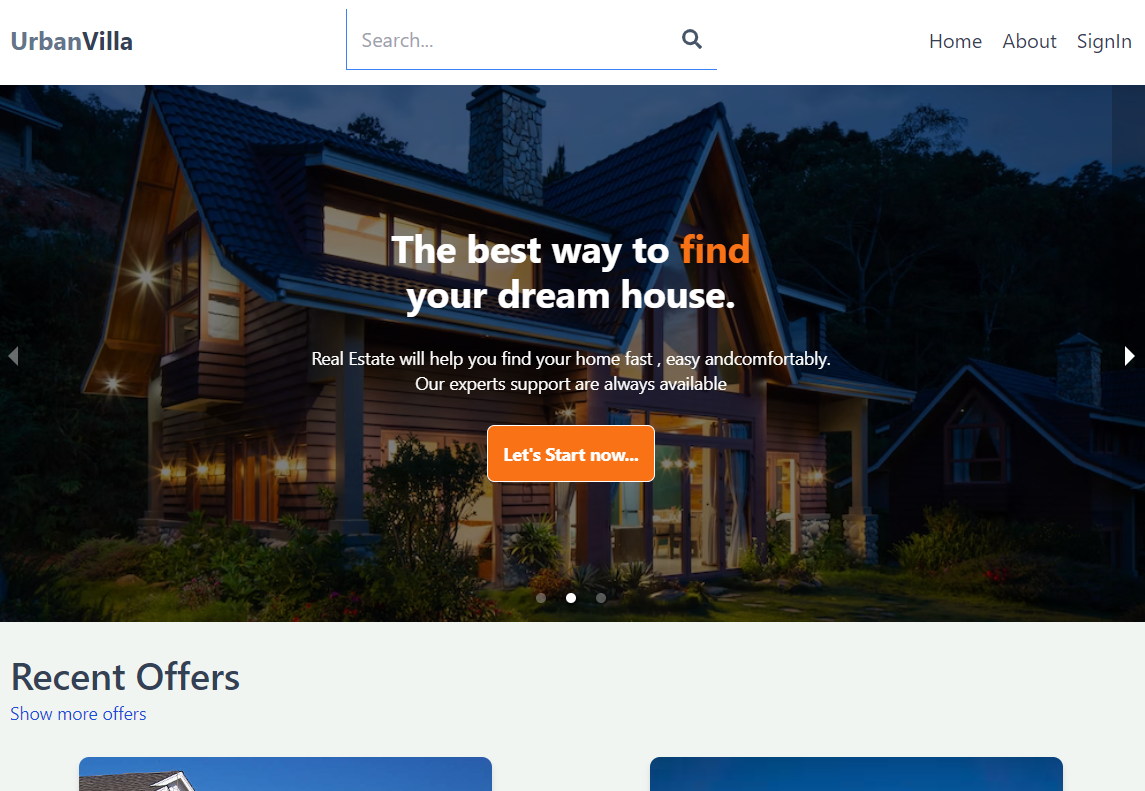 UrbanVilla
Search...
Home About SignIn
The best way to find
your dream house.
Real Estate will help you find your home fast , easy andcomfortably.
Our experts support are always available
Let's Start now...
Recent Offers
Show more offers